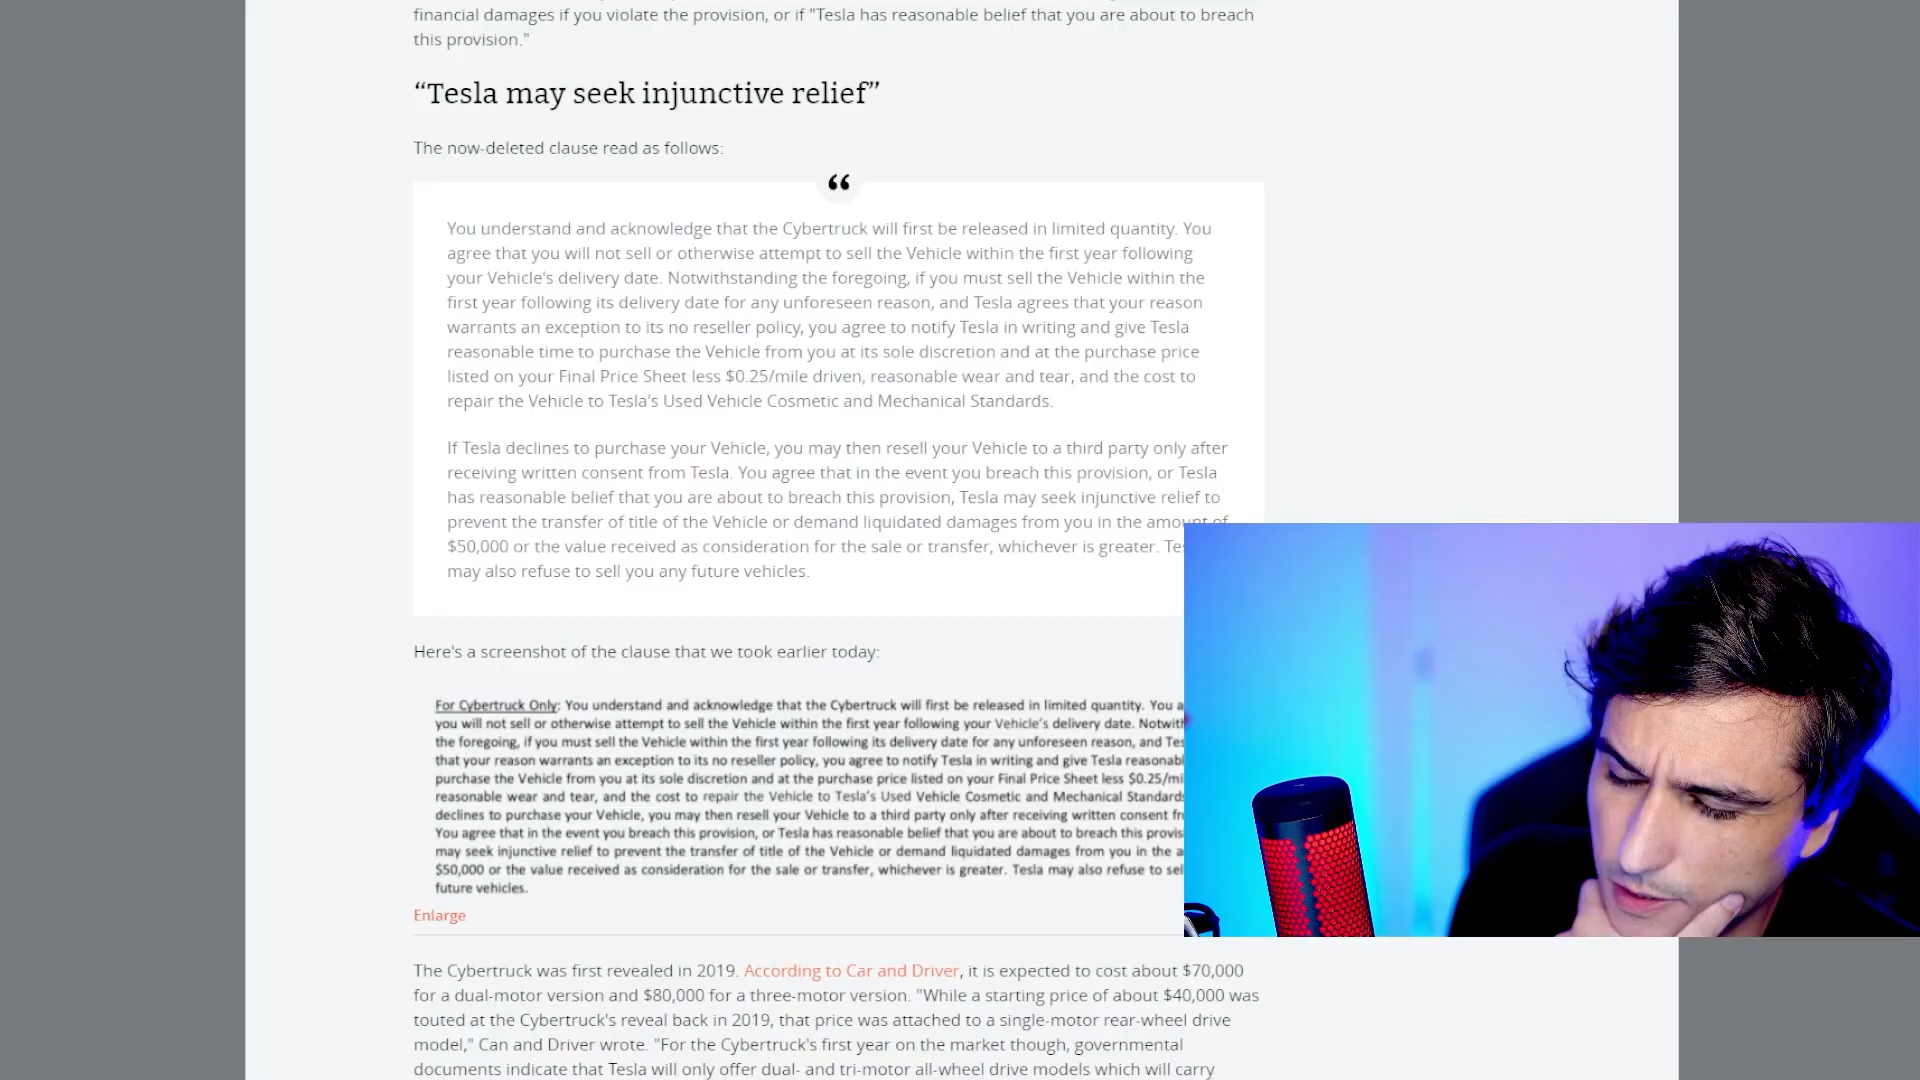 financial damages if you violate the provision, or if "Tesla has reasonable belief that you are about to breach
this provision."
“Tesla may seek injunctive relief”
The now-deleted clause read as follows:
“
You understand and acknowledge that the Cybertruck will first be released in limited quantity. You
agree that you will not sell or otherwise attempt to sell the Vehicle within the first year following
your Vehicle's delivery date. Notwithstanding the foregoing, if you must sell the Vehicle within the
first year following its delivery date for any unforeseen reason, and Tesla agrees that your reason
warrants an exception to its no reseller policy, you agree to notify Tesla in writing and give Tesla
reasonable time to purchase the Vehicle from you at its sole discretion and at the purchase price
listed on your Final Price Sheet less $0.25/mile driven, reasonable wear and tear, and the cost to
repair the Vehicle to Tesla's Used Vehicle Cosmetic and Mechanical Standards.
If Tesla declines to purchase your Vehicle, you may then resell your Vehicle to a third party only after
receiving written consent from Tesla. You agree that in the event you breach this provision, or Tesla
has reasonable belief that you are about to breach this provision, Tesla may seek injunctive relief to
prevent the transfer of title of the Vehicle or demand liquidated damages from you in the amount of
$50,000 or the value received as consideration for the sale or transfer, whichever is greater.
may also refuse to sell you any future vehicles.
Here's a screenshot of the clause that we took earlier today:
For Cybertruck Only: You understand and acknowledge that the Cybertruck will first be released in limited quantity. You
you will not sell or otherwise attempt to sell the Vehicle within the first year following your Vehicle's delivery date.
the foregoing, if you must sell the Vehicle within the first year following its delivery date for any unforeseen reason, and
that your reason warrants an exception to its no reseller policy, you agree to notify Tesla in writing and give Tesla
purchase the Vehicle from you at its sole discretion and at the purchase price listed on your Final Price Sheet less
reasonable wear and tear, and the cost to repair the Vehicle to Tesla's Used Vehicle Cosmetic and Mechanical Standards
declines to purchase your Vehicle, you may then resell your Vehicle to a third party only after receiving written consent
You agree that in the event you breach this provision, or Tesla has reasonable belief that you are about to breach this
may seek injunctive relief to prevent the transfer of title of the Vehicle or demand liquidated damages from you in the
$50,000 or the value received as consideration for the sale or transfer, whichever is greater. Tesla may also refuse to
future vehicles.
Enlarge
The Cybertruck was first revealed in 2019. According to Car and Driver, it is expected to cost about $70,000
for a dual-motor version and $80,000 for a three-motor version. "While a starting price of about $40,000 was
touted at the Cybertruck's reveal back in 2019, that price was attached to a single-motor rear-wheel drive
model," Can and Driver wrote. "For the Cybertruck's first year on the market though, governmental
documents indicate that Tesla will only offer dual- and tri-motor all-wheel drive models which will carry